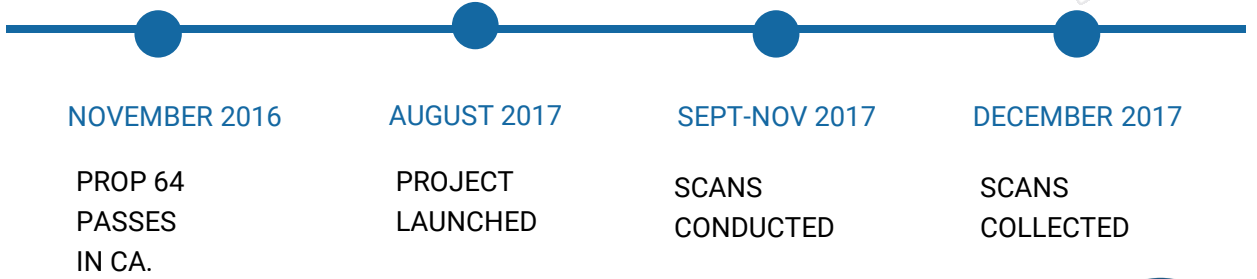 NOVEMBER 2016
PROP 64
PASSES
IN CA.
AUGUST 2017
PROJECT
LAUNCHED
SEPT-NOV 2017
SCANS
CONDUCTED
DECEMBER 2017
SCANS
COLLECTED